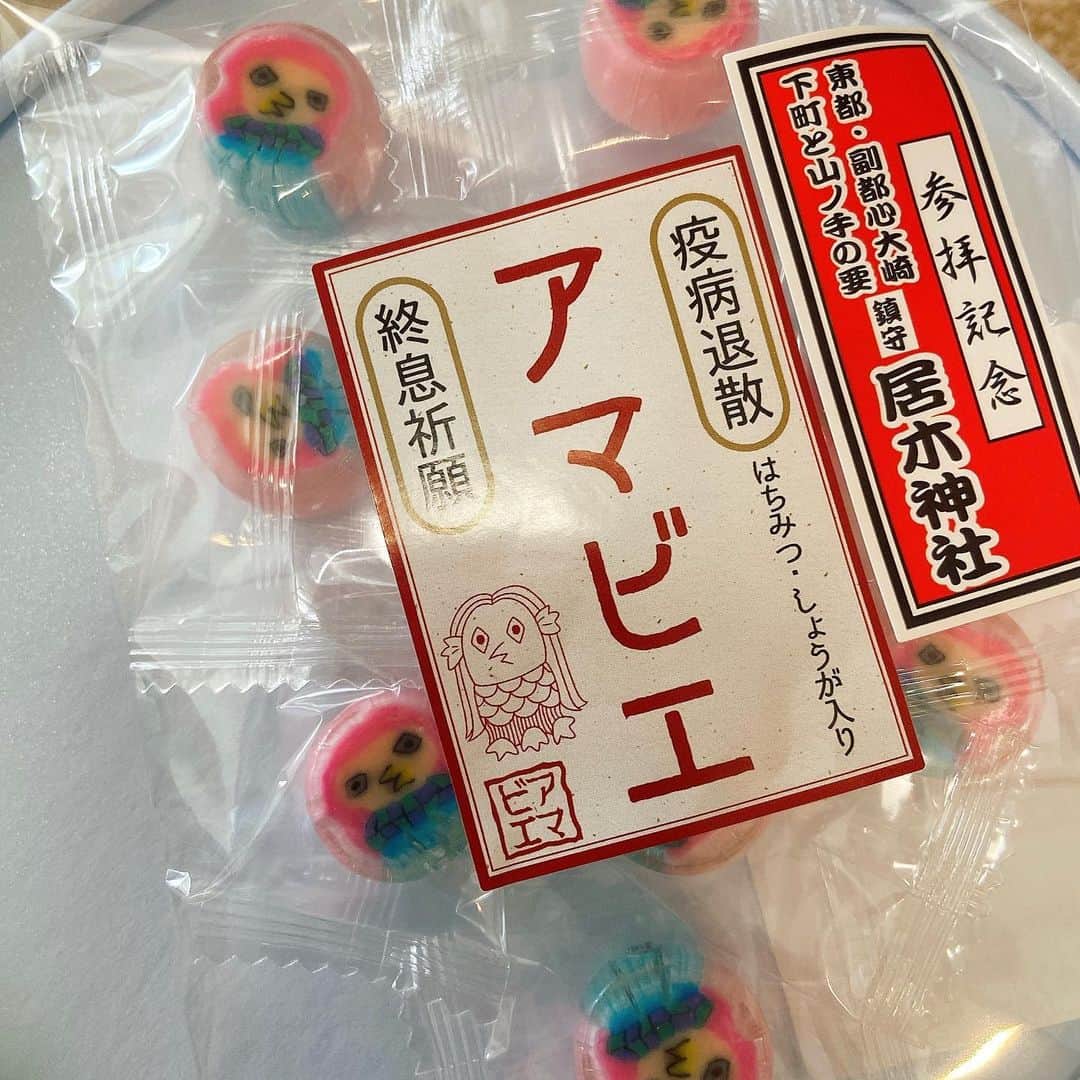 疫病退散
はちみつ・しょうが入り
アマビエ
終息祈願
アマ
ビエ
参拝記念
東都・副都心大崎
下町と山ノ手の要
鎮守
居木神社